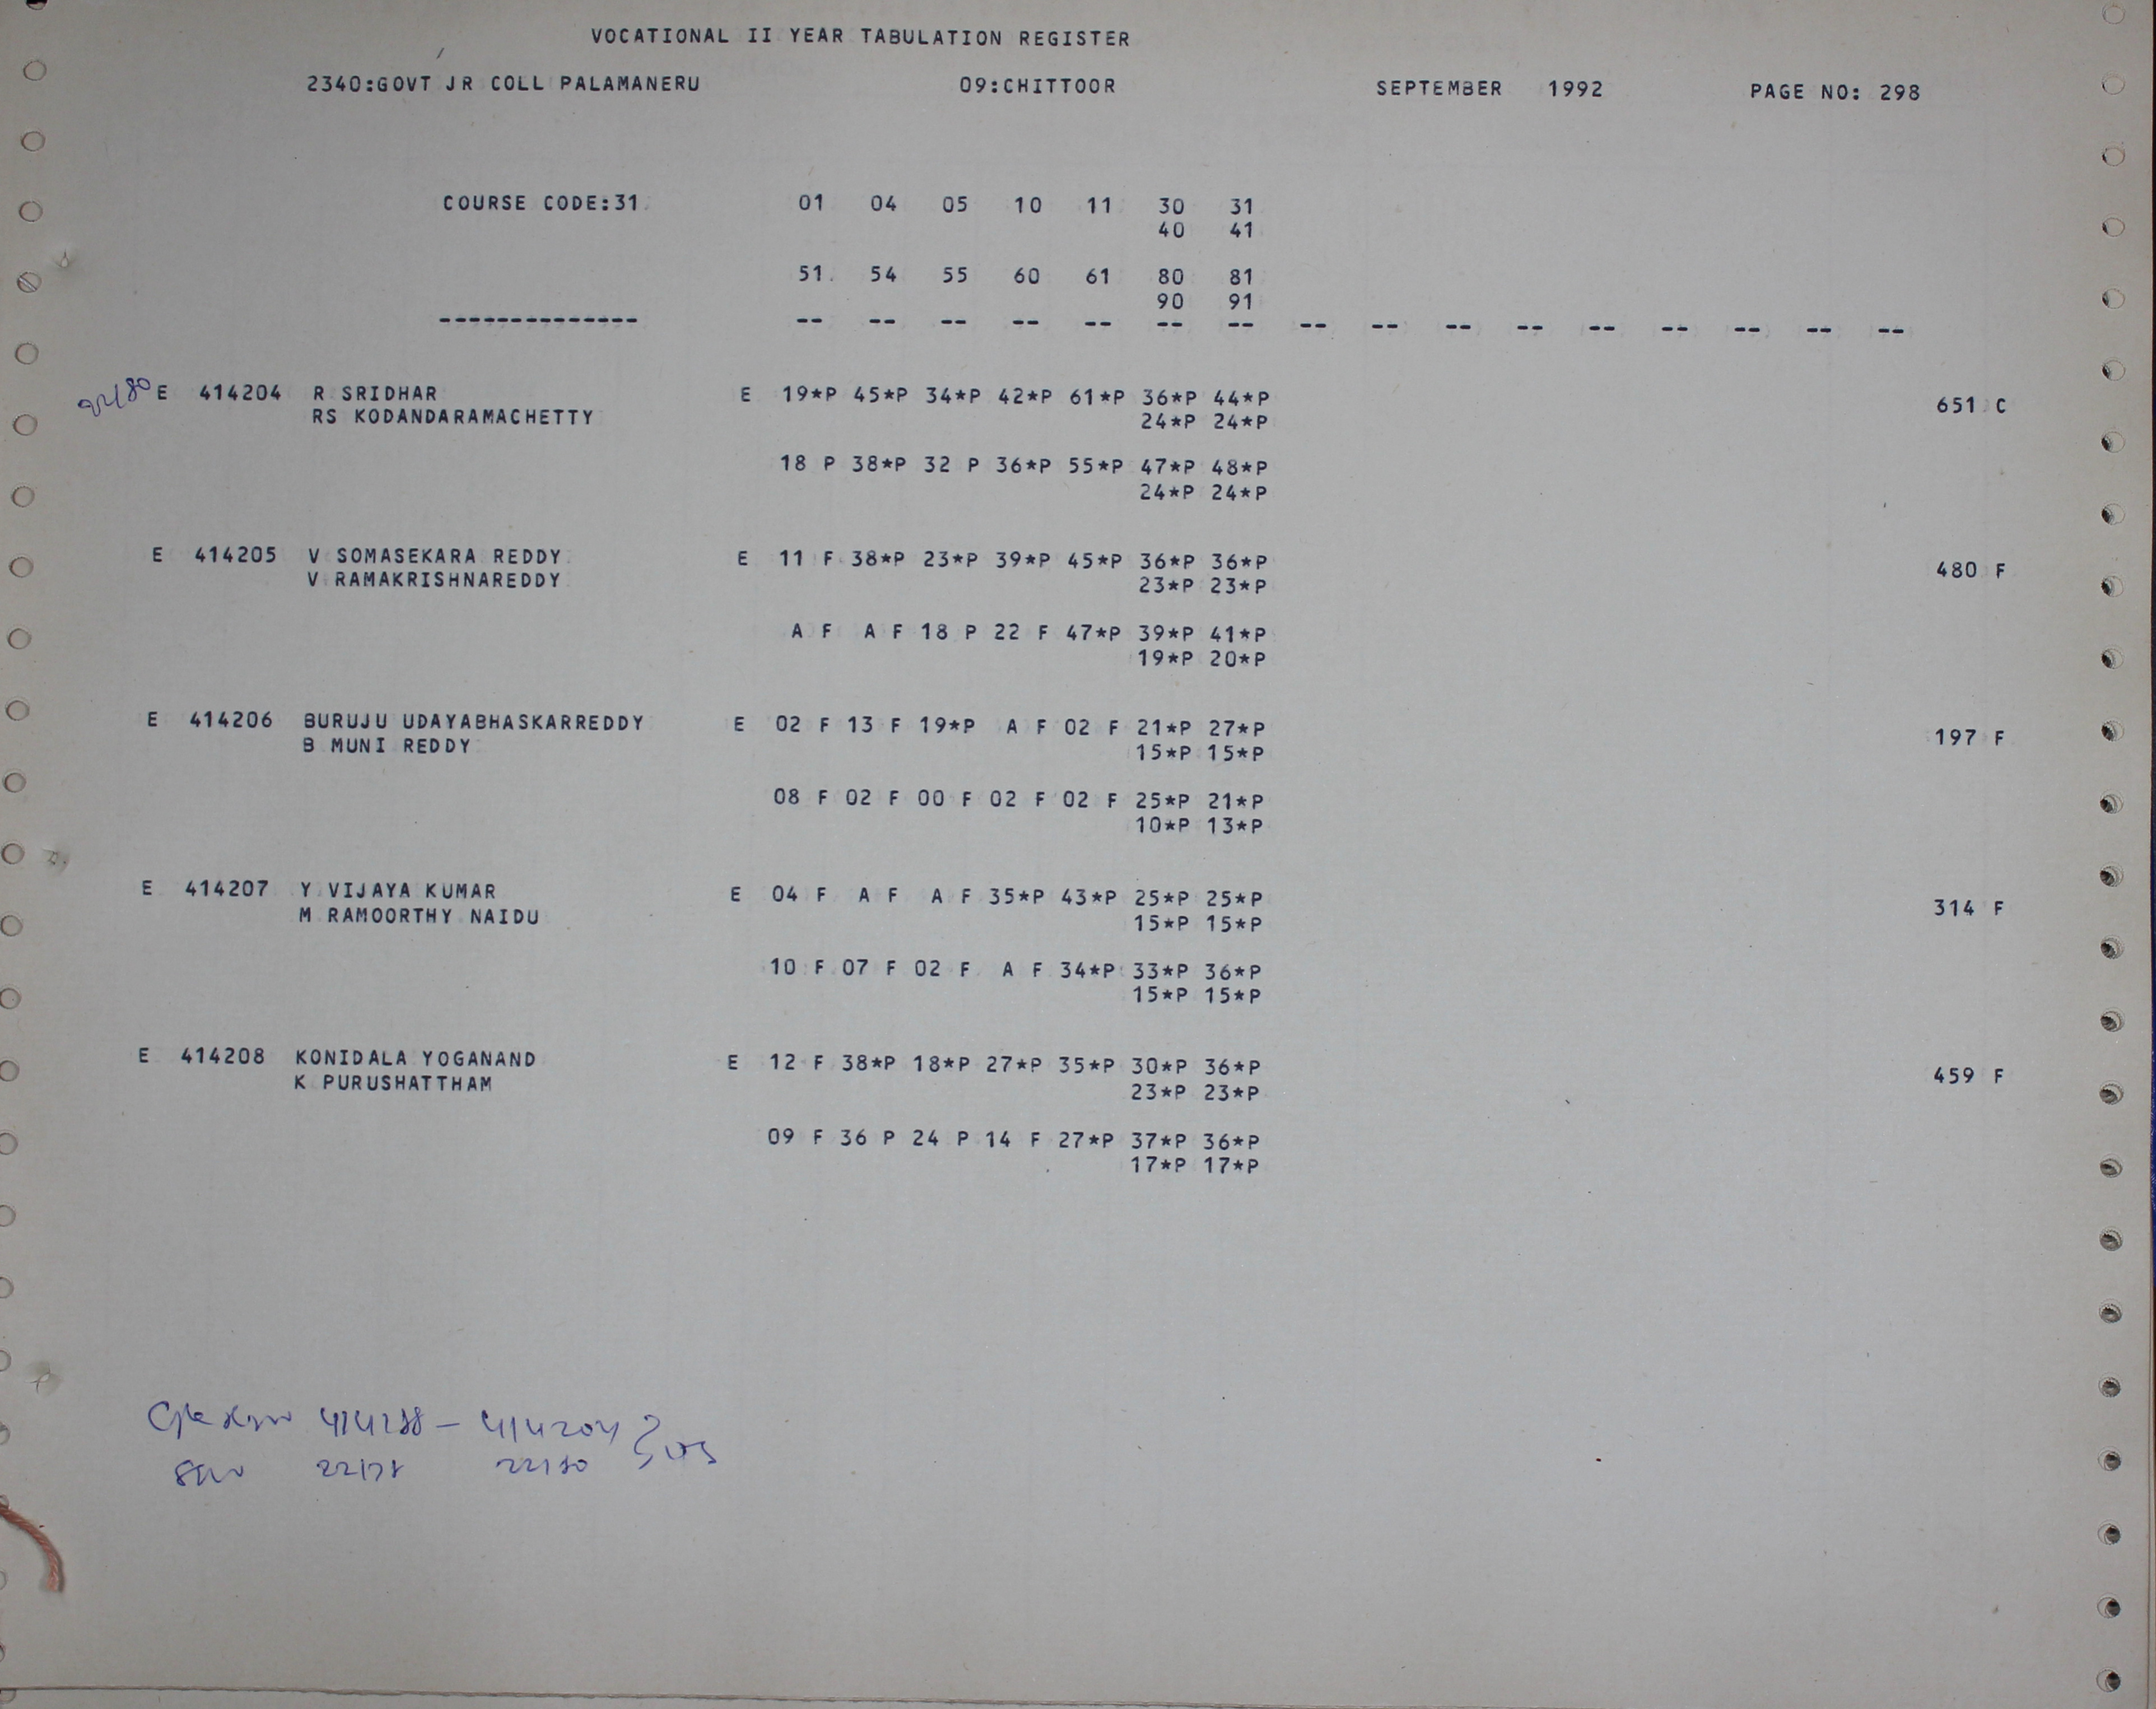 VOCATIONAL II YEAR TABULATION REGISTER
2340:GOVT JR COLL PALAMANERU 09:CHITTOOR SEPTEMBER 1992 PAGE NO: 298
COURSE CODE:31 01 04 05 10 11 30 31
40 41
51 54 55 60 61 80 81
90 91
-------------- -- -- -- -- -- -- -- -- -- -- -- -- -- -- -- --
22180 E 414204 R SRIDHAR E 19*P 45*P 34*P 42*P 61*P 36*P 44*P 651 C
RS KODANDARAMACHETTY 24*P 24*P
18 P 38*P 32 P 36*P 55*P 47*P 48*P
24*P 24*P
E 414205 V SOMASEKARA REDDY E 11 F 38*P 23*P 39*P 45*P 36*P 36*P 480 F
V RAMAKRISHNAREDDY 23*P 23*P
A F A F 18 P 22 F 47*P 39*P 41*P
19*P 20*P
E 414206 BURUJU UDAYABHASKARREDDY E 02 F 13 F 19*P A F 02 F 21*P 27*P 197 F
B MUNI REDDY 15*P 15*P
08 F 02 F 00 F 02 F 02 F 25*P 21*P
10*P 13*P
E 414207 Y VIJAYA KUMAR E 04 F A F A F 35*P 43*P 25*P 25*P 314 F
M RAMOORTHY NAIDU 15*P 15*P
10 F 07 F 02 F A F 34*P 33*P 36*P
15*P 15*P
E 414208 KONIDALA YOGANAND E 12 F 38*P 18*P 27*P 35*P 30*P 36*P 459 F
K PURUSHATTHAM 23*P 23*P
09 F 36 P 24 P 14 F 27*P 37*P 36*P
17*P 17*P
414204
22178 22180